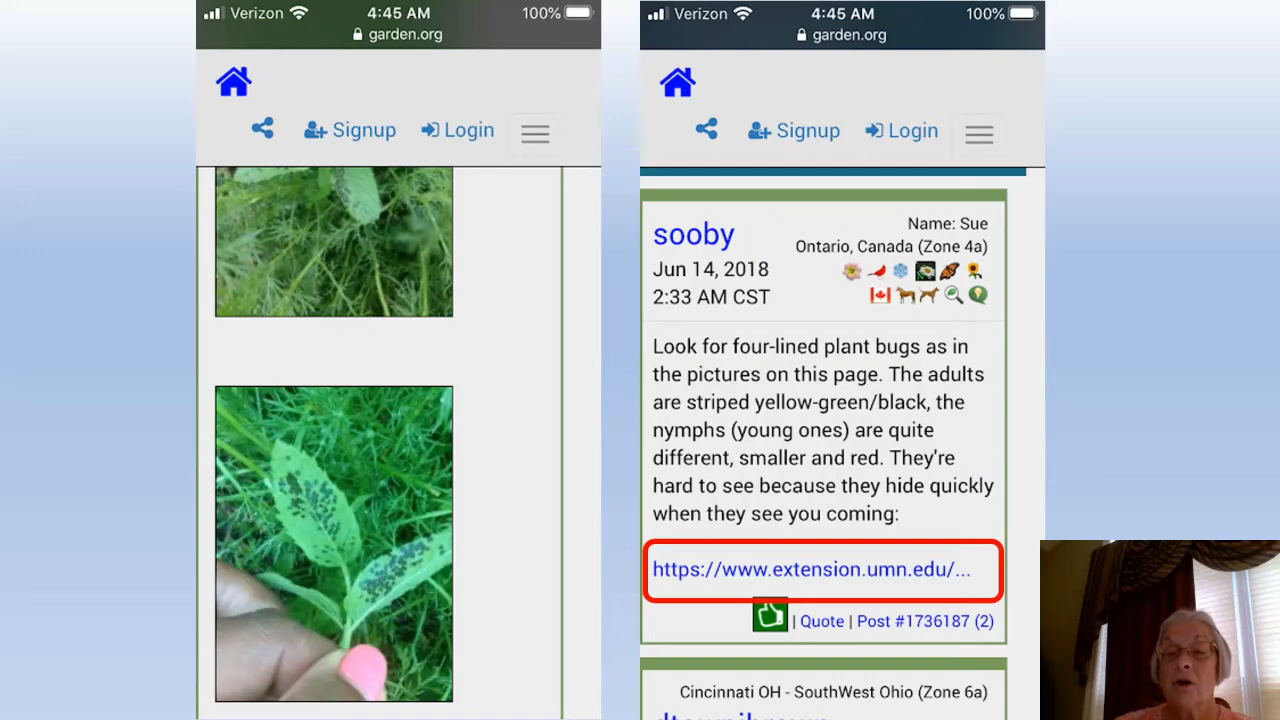 Verizon 4:45 AM 100%
garden.org
Signup Login
Verizon 4:45 AM 100%
garden.org
Signup Login
sooby
Jun 14, 2018
2:33 AM CST
Name: Sue
Ontario, Canada (Zone 4a)
Look for four-lined plant bugs as in
the pictures on this page. The adults
are striped yellow-green/black, the
nymphs (young ones) are quite
different, smaller and red. They're
hard to see because they hide quickly
when they see you coming:
https://www.extension.umn.edu/...
| Quote | Post #1736187 (2)
Cincinnati OH - SouthWest Ohio (Zone 6a)